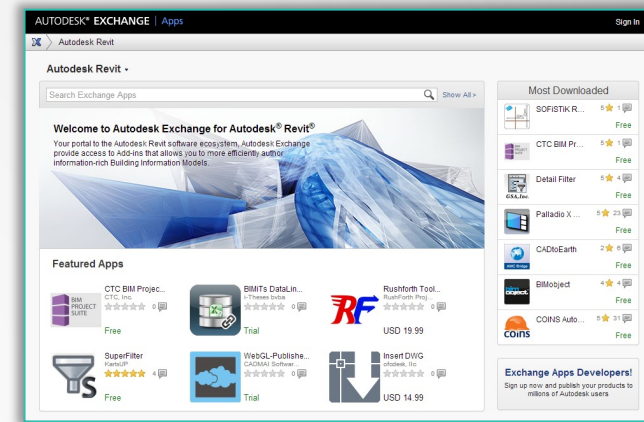 AUTODESK® EXCHANGE | Apps
Sign In
Autodesk Revit
Autodesk Revit
Search Exchange Apps
Show All >
Welcome to Autodesk Exchange for Autodesk® Revit®
Your portal to the Autodesk Revit software ecosystem, Autodesk Exchange
provide access to Add-ins that allows you to more efficiently author
information-rich Building Information Models.
Featured Apps
BIM
PROJECT
SUITE
CTC BIM Projec...
CTC, Inc.
0
Free
BIMiTs DataLin...
I-Theses bvba
0
Trial
RF
Rushforth Tool...
RushForth Proj...
0
USD 19.99
S
SuperFilter
KartsUP
4
Free
WebGL-Publishe...
CADMAI Softwar...
0
Trial
Insert DWG
otodesk, llc
0
USD 14.99
Most Downloaded
SOFiSTiK R...
5 1
Free
CTC BIM Pr...
5 1
Free
GSA, Inc.
Detail Filter
5 4
Free
Palladio X ...
5 23
Free
CADtoEarth
2 6
Free
bim
object
BIMobject
4 4
Free
COINS
COINS Auto...
5 31
Free
Exchange Apps Developers!
Sign up now and publish your products to
millions of Autodesk users